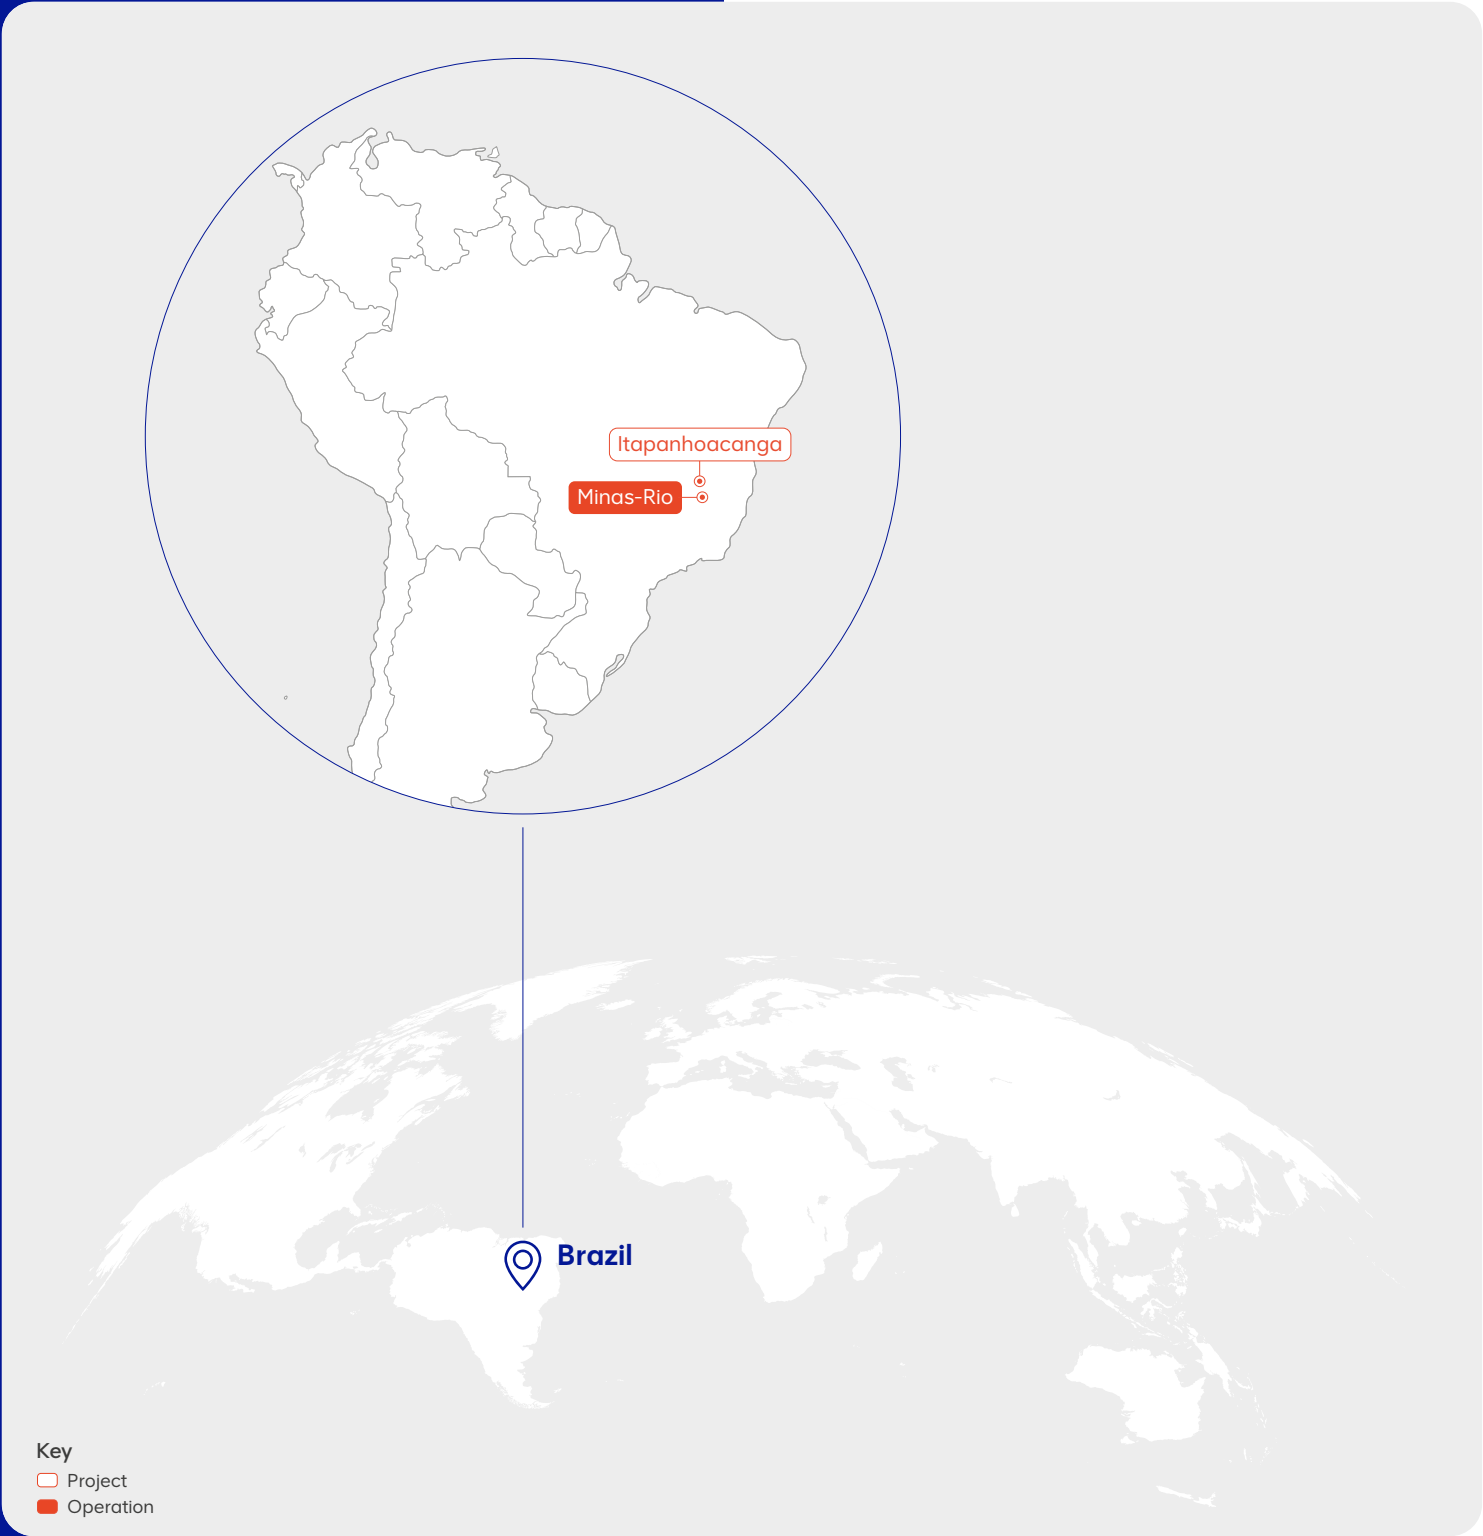 Itapanhoacanga
Minas-Rio
Brazil
Key
Project
Operation